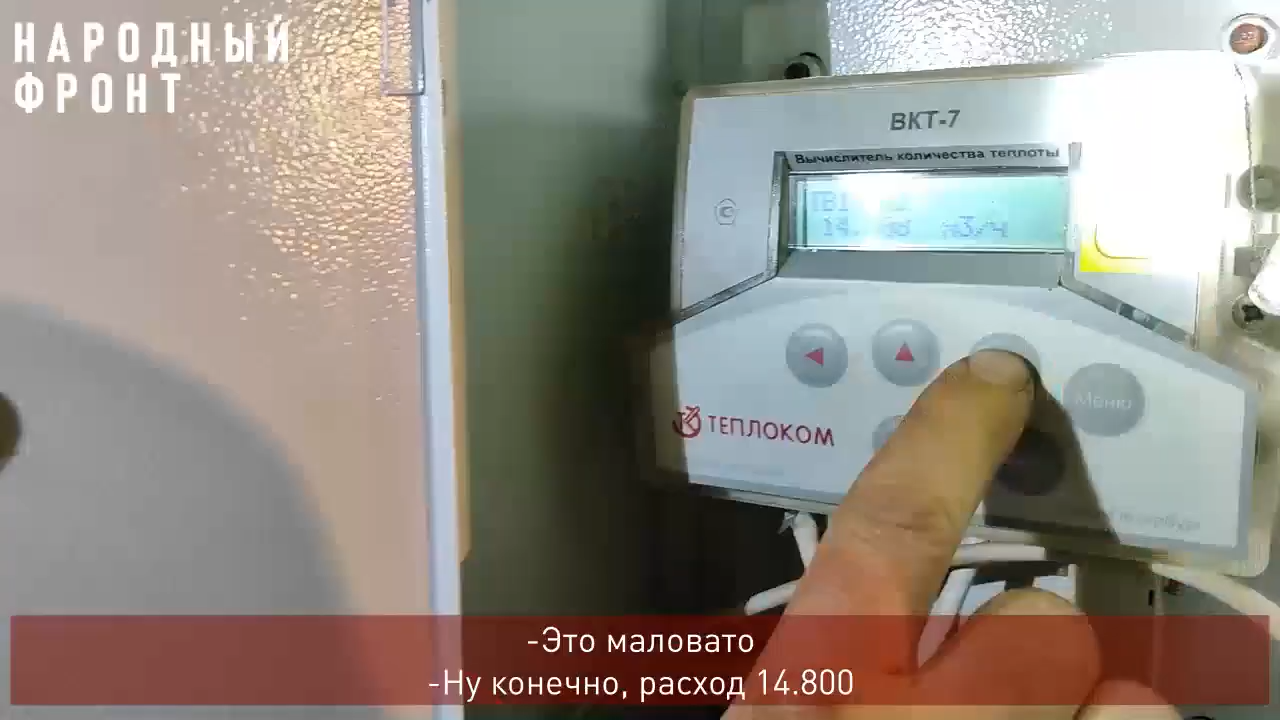 НАРОДНЫЙ
ФРОНТ
ВКТ-7
Вычислитель количества теплоты
м3/ч
Меню
ТЕПЛОКОМ
-Это маловато
-Ну конечно, расход 14.800